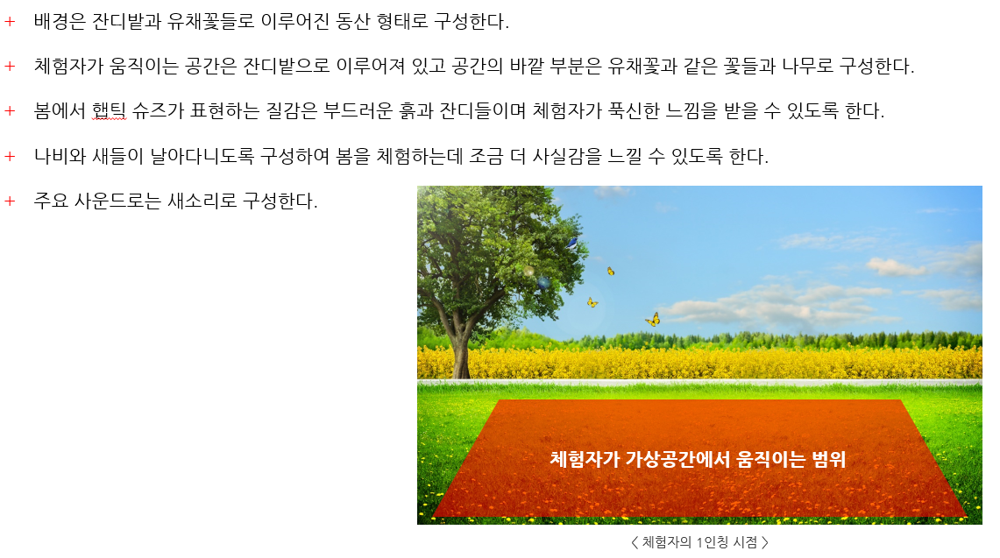 + 배경은 잔디밭과 유채꽃들로 이루어진 동산 형태로 구성한다.
+ 체험자가 움직이는 공간은 잔디밭으로 이루어져 있고 공간의 바깥 부분은 유채꽃과 같은 꽃들과 나무로 구성한다.
+ 봄에서 햅틱 슈즈가 표현하는 질감은 부드러운 흙과 잔디들이며 체험자가 푹신한 느낌을 받을 수 있도록 한다.
+ 나비와 새들이 날아다니도록 구성하여 봄을 체험하는데 조금 더 사실감을 느낄 수 있도록 한다.
+ 주요 사운드로는 새소리로 구성한다.
체험자가 가상공간에서 움직이는 범위
< 체험자의 1인칭 시점 >